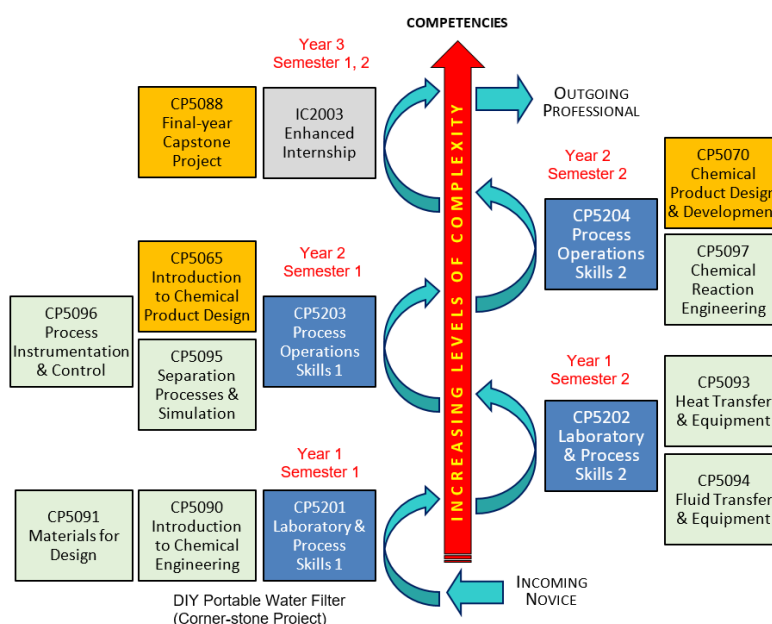 COMPETENCIES
Year 3
Semester 1, 2
CP5088
Final-year
Capstone
Project
IC2003
Enhanced
Internship
OUTGOING
PROFESSIONAL
Year 2
Semester 2
CP5070
Chemical
Product Design
& Development
CP5204
Process
Operations
Skills 2
CP5097
Chemical
Reaction
Engineering
Year 2
Semester 1
CP5065
Introduction
to Chemical
Product Design
CP5096
Process
Instrumentation
& Control
CP5095
Separation
Processes &
Simulation
CP5203
Process
Operations
Skills 1
INCREASING LEVELS OF COMPLEXITY
Year 1
Semester 2
CP5093
Heat Transfer
& Equipment
CP5202
Laboratory
& Process
Skills 2
CP5094
Fluid Transfer
& Equipment
Year 1
Semester 1
CP5091
Materials for
Design
CP5090
Introduction
to Chemical
Engineering
CP5201
Laboratory &
Process
Skills 1
INCOMING
NOVICE
DIY Portable Water Filter
(Corner-stone Project)